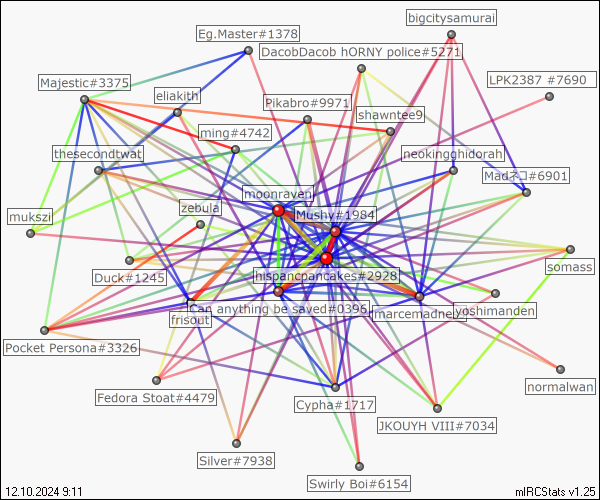 bigcitysamurai
Eg.Master#1378
DacobDacob hORNY police#5271
LPK2387 #7690
Majestic#3375
eliakith
Pikabro#9971
shawntee9
ming#4742
thesecondtwat
neokingghidorah
Madネコ#6901
moonraven
zebula
Mushy#1984
mukszi
somass
Duck#1245
hispancpancakes#2928
Can anything be saved#0396
yoshimanden
frisout
marcemadne
Pocket Persona#3326
normalwan
Fedora Stoat#4479
Cypha#1717
JKOUYH VIII#7034
Silver#7938
Swirly Boi#6154
12.10.2024 9:11
mIRCStats v1.25